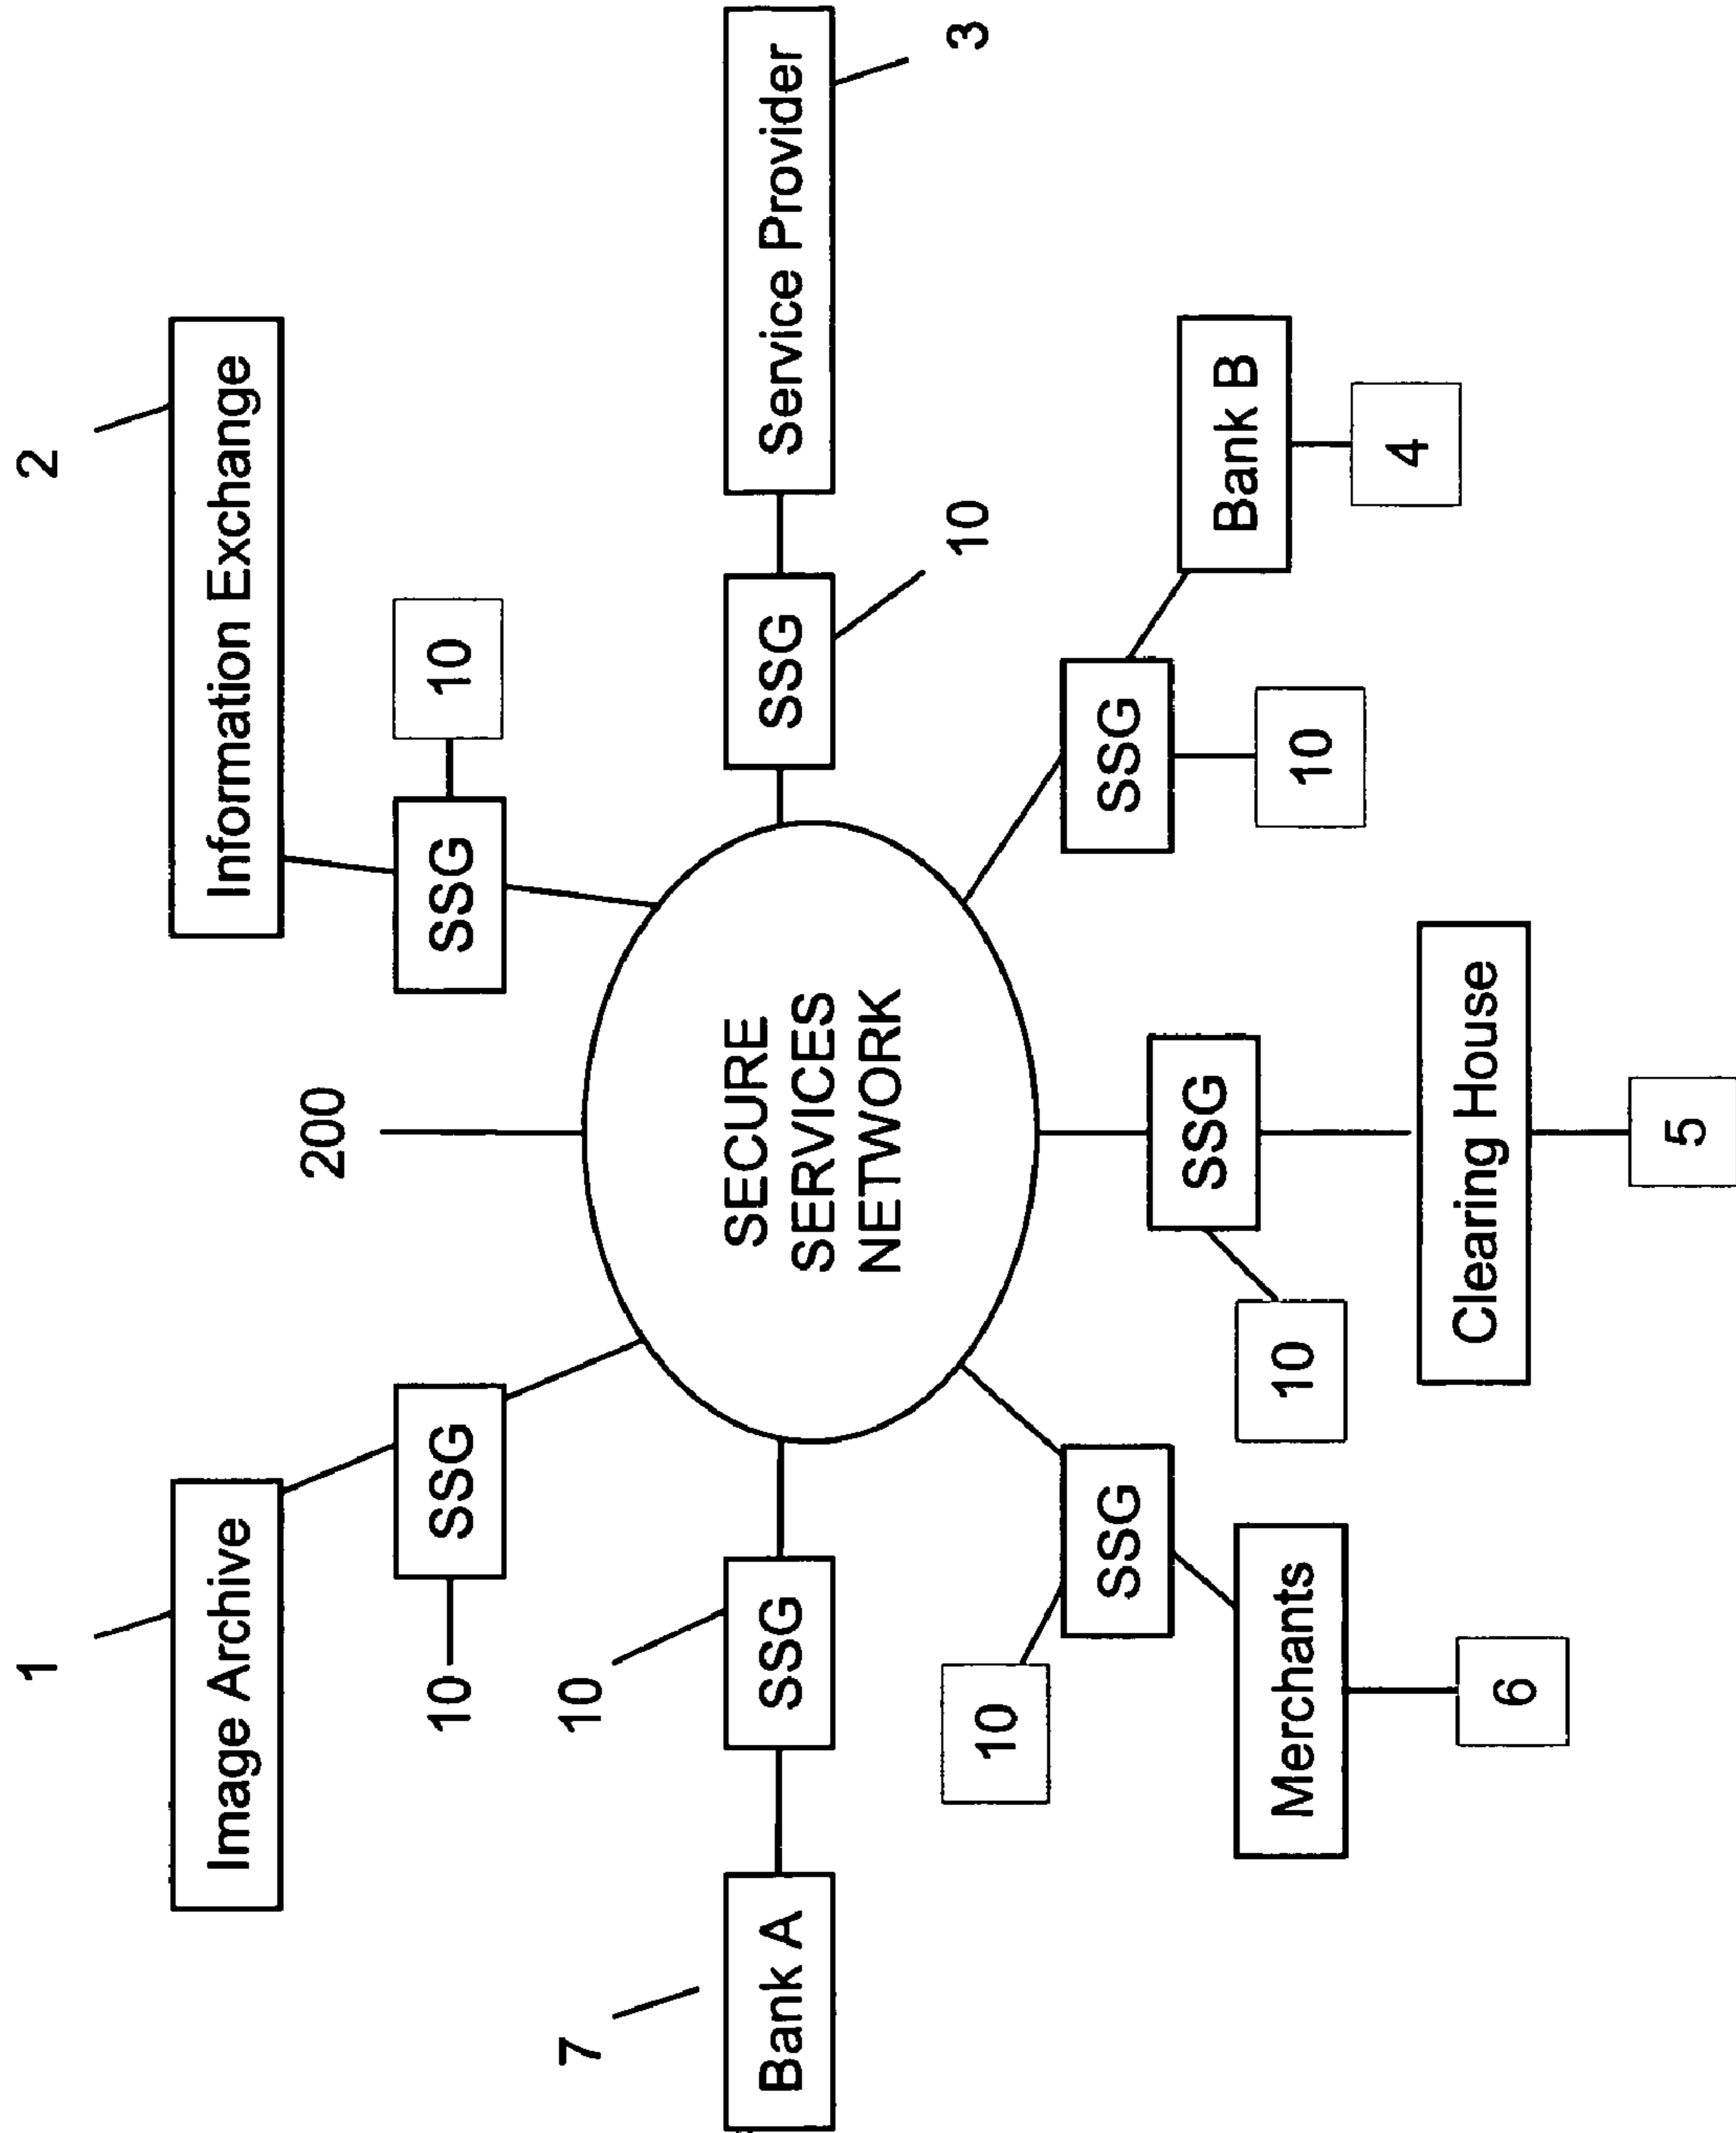 1
2
Image Archive
Information Exchange
200
SSG
SSG
10
10
10
7
Bank A
SSG
SECURE
SERVICES
NETWORK
SSG
Service Provider
10
3
10
SSG
SSG
SSG
Bank B
Merchants
10
10
4
6
Clearing House
5